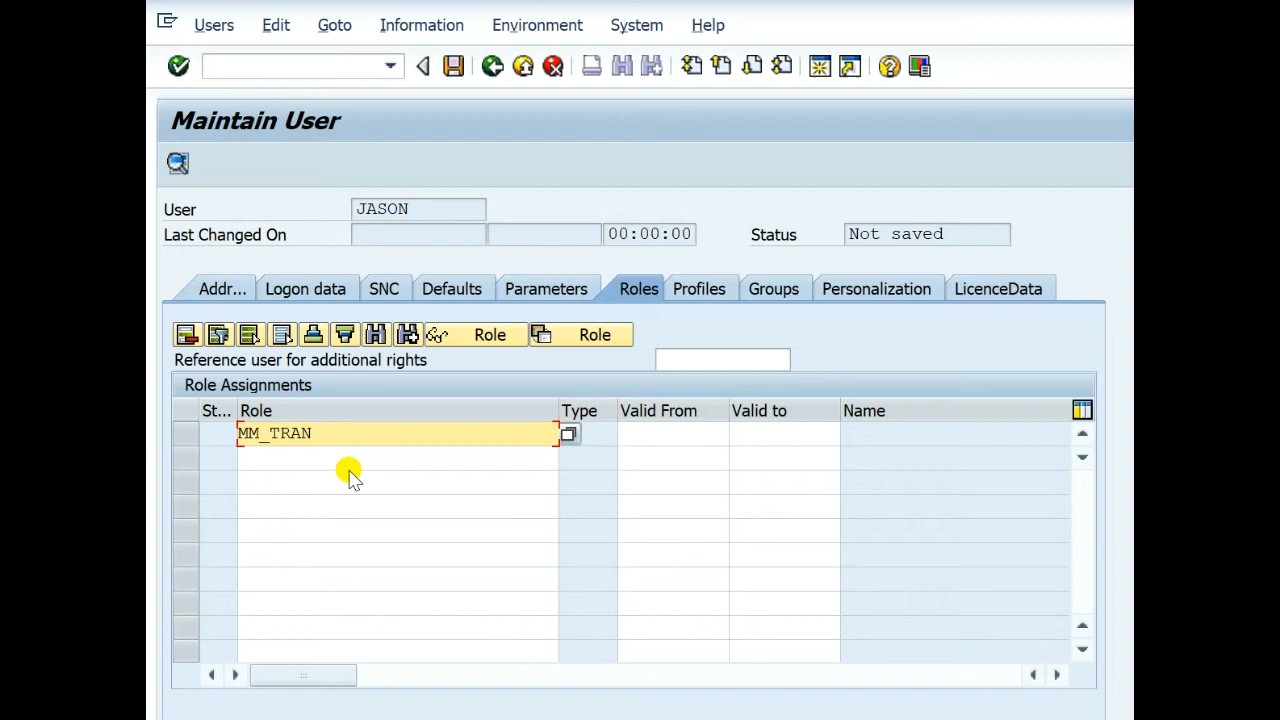 Users Edit Goto Information Environment System Help
Maintain User
User JASON
Last Changed On 00:00:00 Status Not saved
Addr... Logon data SNC Defaults Parameters Roles Profiles Groups Personalization LicenceData
Role Role
Reference user for additional rights
Role Assignments
St... Role Type Valid From Valid to Name
MM_TRAN